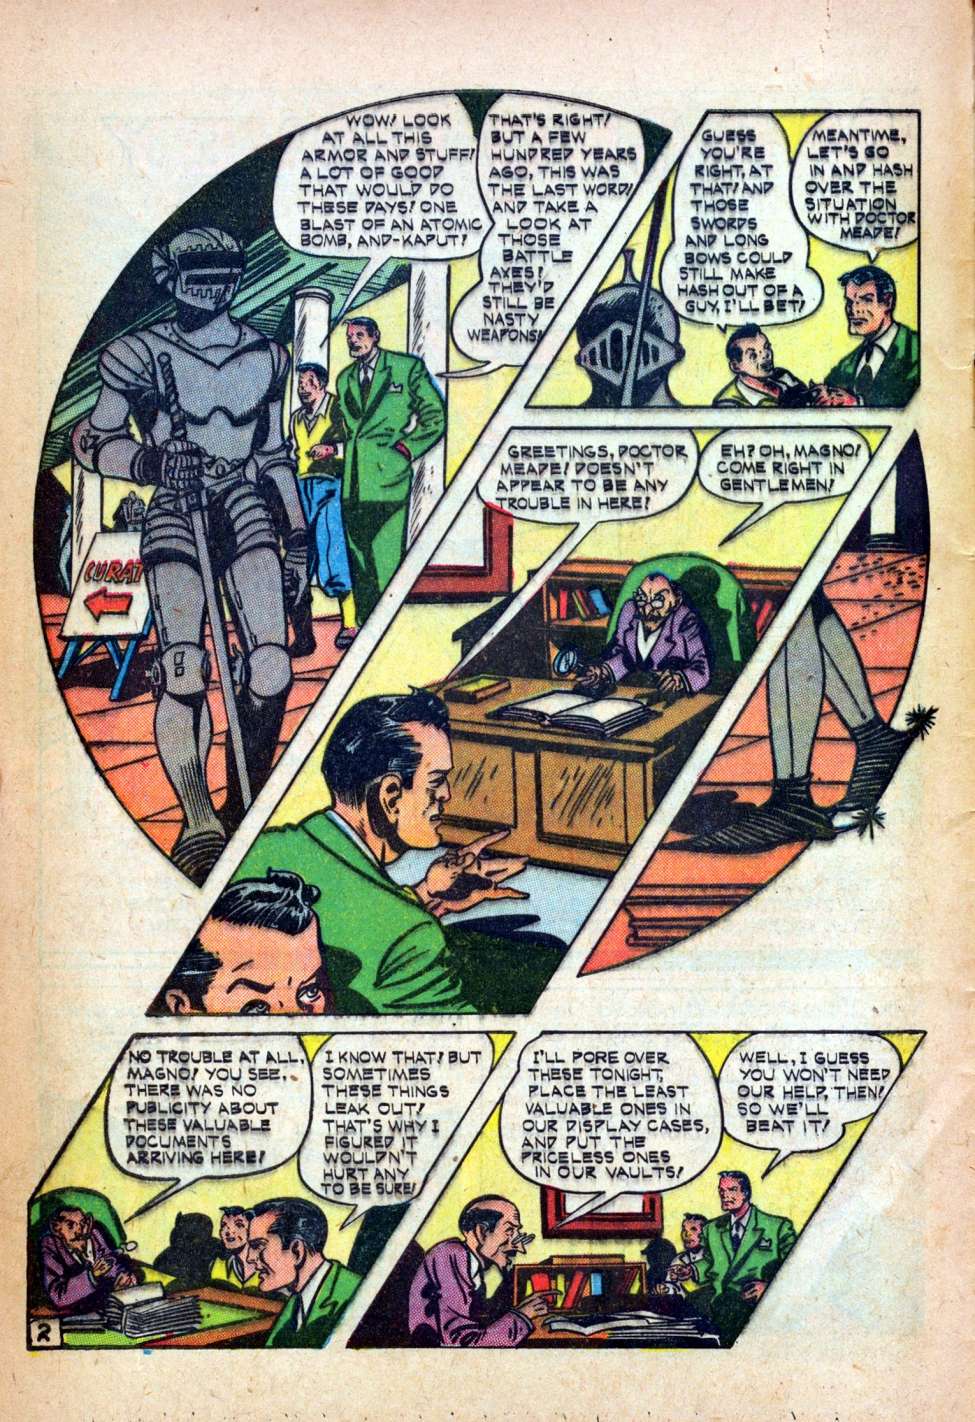 WOW! LOOK
AT ALL THIS
ARMOR AND STUFF!
A LOT OF GOOD
THAT WOULD DO
THESE DAYS! ONE
BLAST OF AN ATOMIC
BOMB, AND-KAPUT!
THAT'S RIGHT!
BUT A FEW
HUNDRED YEARS
AGO, THIS WAS
THE LAST WORD!
AND TAKE A
LOOK AT
THOSE
BATTLE
AXES!
THEY'D
STILL BE
NASTY
WEAPONS!
CURAT
GUESS
YOU'RE
RIGHT, AT
THAT! AND
THOSE
SWORDS
AND LONG
BOWS COULD
STILL MAKE
HASH OUT OF A
GUY, I'LL BET!
MEANTIME,
LET'S GO
IN AND HASH
OVER THE
SITUATION
WITH DOCTOR
MEADE!
GREETINGS, DOCTOR
MEADE! DOESN'T
APPEAR TO BE ANY
TROUBLE IN HERE!
EH? OH, MAGNO!
COME RIGHT IN
GENTLEMEN!
NO TROUBLE AT ALL,
MAGNO! YOU SEE,
THERE WAS NO
PUBLICITY ABOUT
THESE VALUABLE
DOCUMENTS
ARRIVING HERE!
I KNOW THAT! BUT
SOMETIMES
THESE THINGS
LEAK OUT!
THAT'S WHY I
FIGURED IT
WOULDN'T
HURT ANY
TO BE SURE!
I'LL PORE OVER
THESE TONIGHT,
PLACE THE LEAST
VALUABLE ONES IN
OUR DISPLAY CASES,
AND PUT THE
PRICELESS ONES
IN OUR VAULTS!
WELL, I GUESS
YOU WON'T NEED
OUR HELP, THEN!
SO WE'LL
BEAT IT!
2